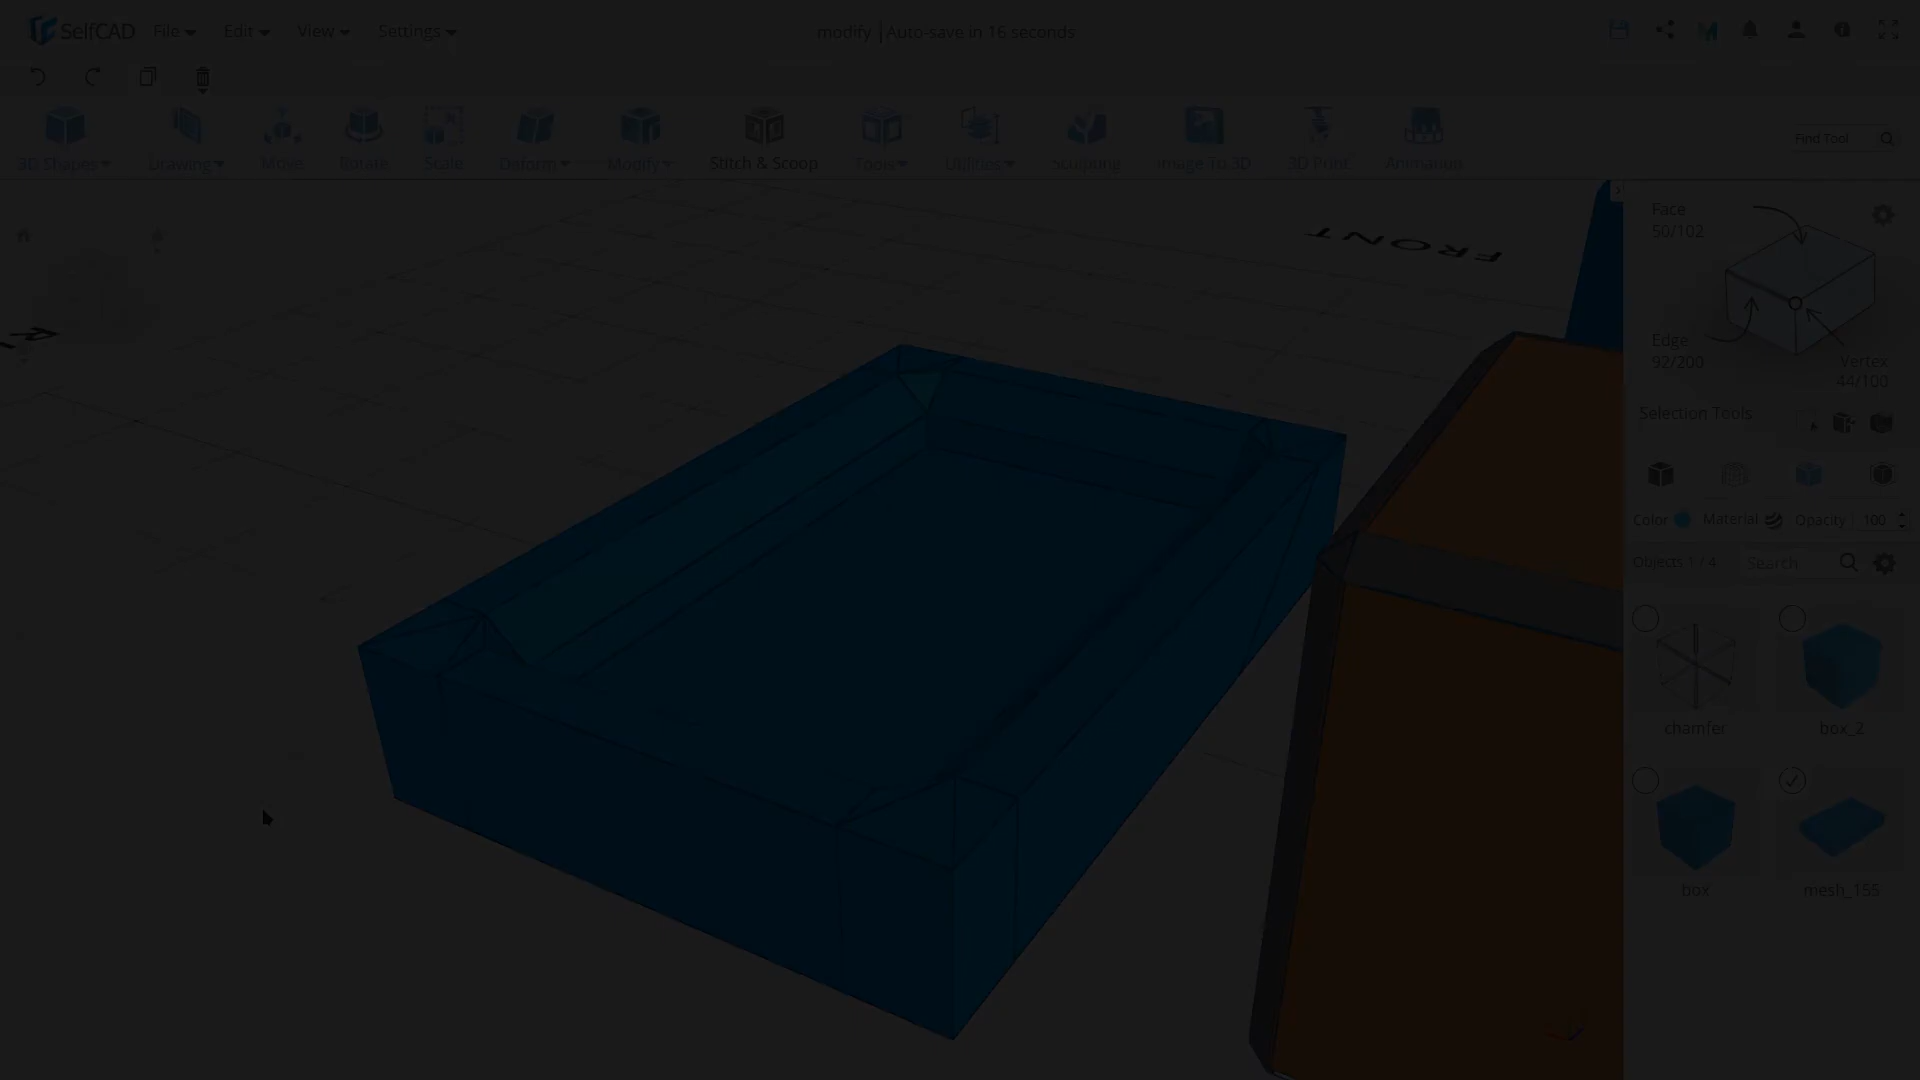 SelfCAD File Edit View Settings modify | Auto-save in 16 seconds
3D Shapes Drawing Move Rotate Scale Deform Modify Stitch & Scoop Tools Utilities Sculpting Image To 3D 3D Print Animation Find Tool
FRONT
Face
50/102
Edge
92/200
Vertex
44/100
Selection Tools
Color Material Opacity 100
Objects 1 / 4 Search
chamfer box_2
box mesh_155